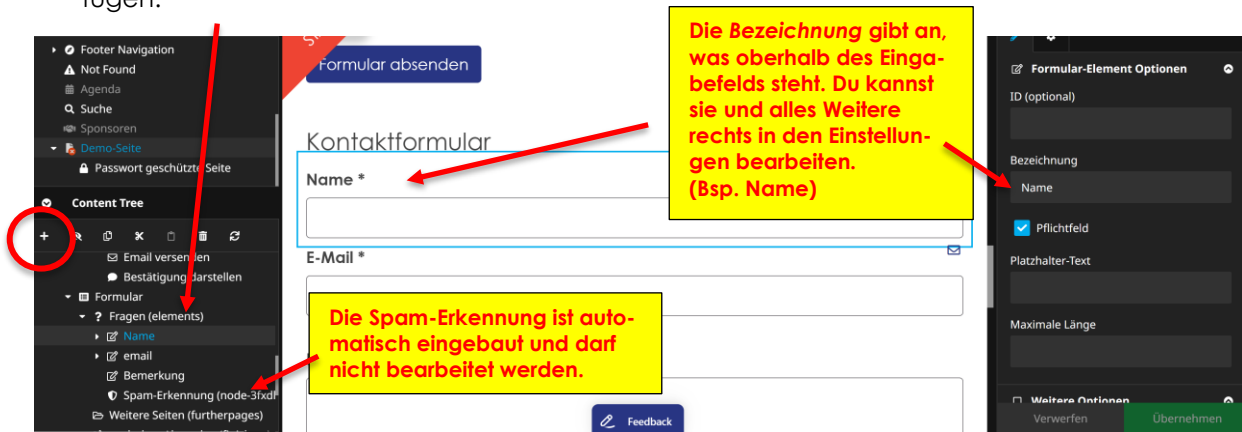 fügen.
Footer Navigation
Not Found
Agenda
Suche
Sponsoren
Demo-Seite
Passwort geschützte Seite
Content Tree
Email versenden
Bestätigung darstellen
Formular
Fragen (elements)
Name
email
Bemerkung
Spam-Erkennung (node-3fxdl
Weitere Seiten (furtherpages)
Formular absenden
Kontaktformular
Name *
E-Mail *
Feedback
Die Bezeichnung gibt an,
was oberhalb des Einga-
befelds steht. Du kannst
sie und alles Weitere
rechts in den Einstellun-
gen bearbeiten.
(Bsp. Name)
Die Spam-Erkennung ist auto-
matisch eingebaut und darf
nicht bearbeitet werden.
Formular-Element Optionen
ID (optional)
Bezeichnung
Name
Pflichtfeld
Platzhalter-Text
Maximale Länge
Weitere Optionen
Verwerfen Übernehmen